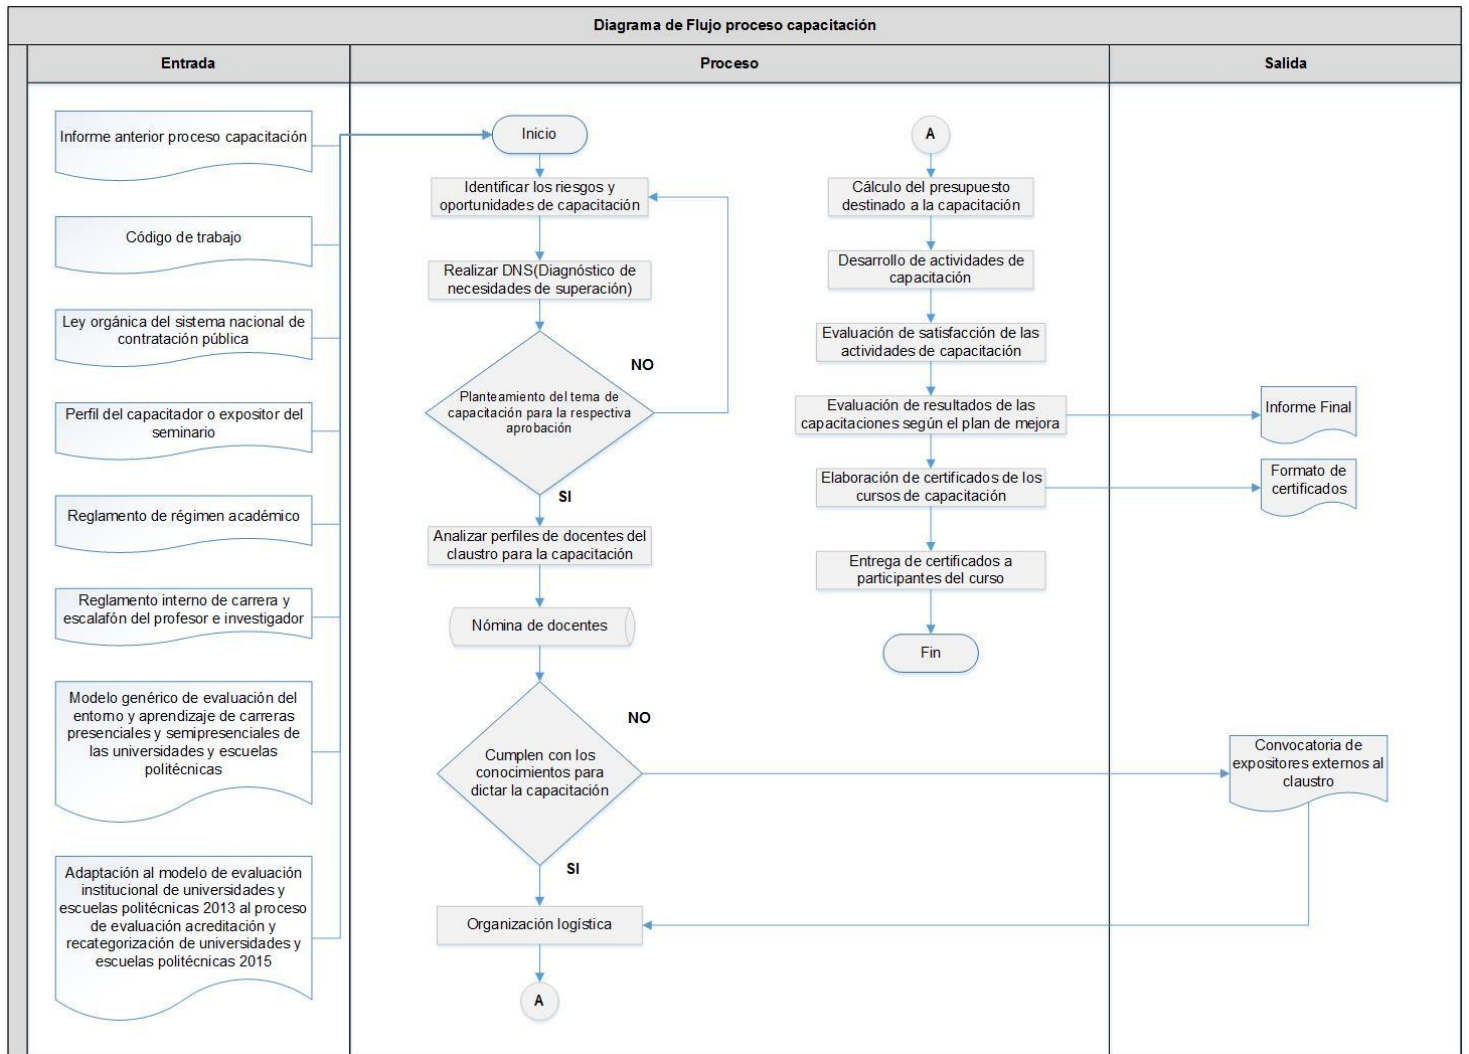 Diagrama de Flujo proceso capacitación
Entrada
Proceso
Salida
Informe anterior proceso capacitación
Código de trabajo
Ley orgánica del sistema nacional de
contratación pública
Perfil del capacitador o expositor del
seminario
Reglamento de régimen académico
Reglamento interno de carrera y
escalafón del profesor e investigador
Modelo genérico de evaluación del
entorno y aprendizaje de carreras
presenciales y semipresenciales de
las universidades y escuelas
politécnicas
Adaptación al modelo de evaluación
institucional de universidades y
escuelas politécnicas 2013 al proceso
de evaluación acreditación y
recategorización de universidades y
escuelas politécnicas 2015
Inicio
Identificar los riesgos y
oportunidades de capacitación
Realizar DNS(Diagnóstico de
necesidades de superación)
NO
Planteamiento del tema de
capacitación para la respectiva
aprobación
SI
Analizar perfiles de docentes del
claustro para la capacitación
Nómina de docentes
NO
Cumplen con los
conocimientos para
dictar la capacitación
SI
Organización logística
A
A
Cálculo del presupuesto
destinado a la capacitación
Desarrollo de actividades de
capacitación
Evaluación de satisfacción de las
actividades de capacitación
Evaluación de resultados de las
capacitaciones según el plan de mejora
Elaboración de certificados de los
cursos de capacitación
Entrega de certificados a
participantes del curso
Fin
Informe Final
Formato de
certificados
Convocatoria de
expositores externos al
claustro